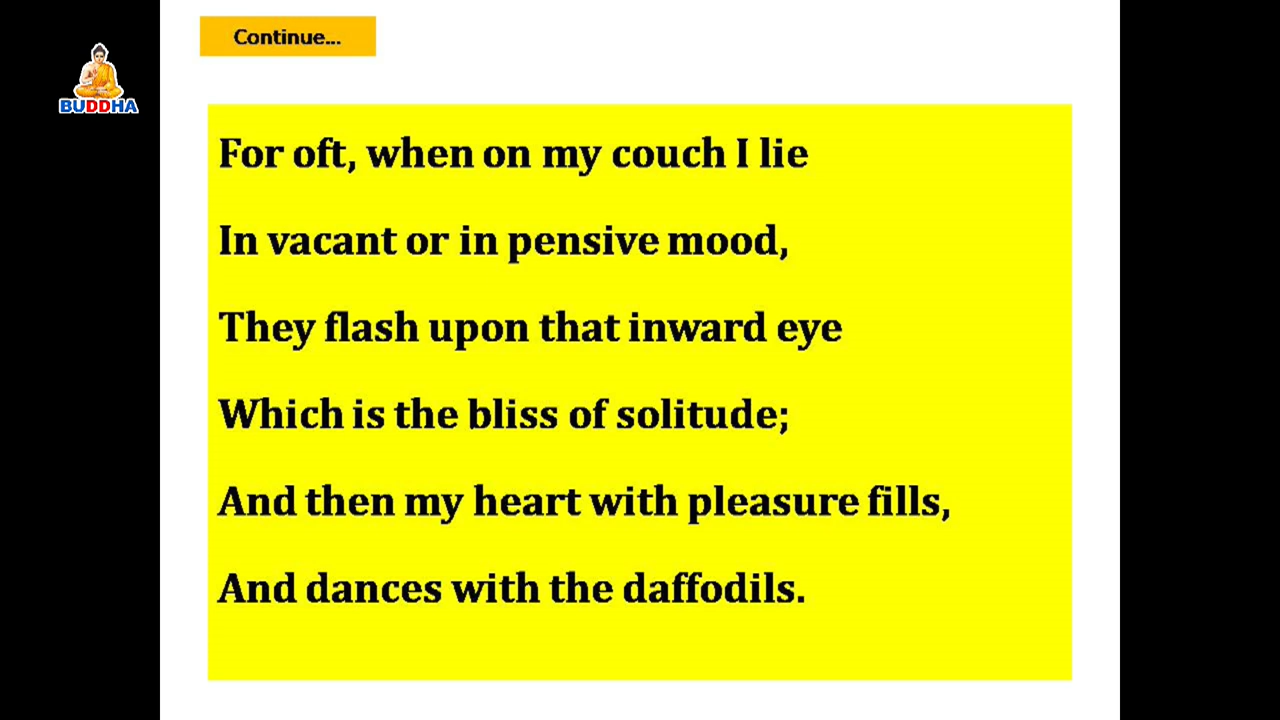 Continue...
BUDDHA
For oft, when on my couch I lie
In vacant or in pensive mood,
They flash upon that inward eye
Which is the bliss of solitude;
And then my heart with pleasure fills,
And dances with the daffodils.